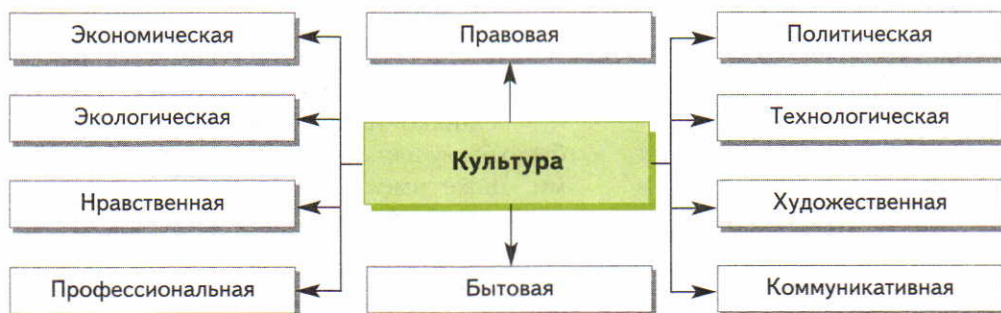 Экономическая
Правовая
Политическая
Экологическая
Технологическая
Культура
Нравственная
Художественная
Профессиональная
Бытовая
Коммуникативная